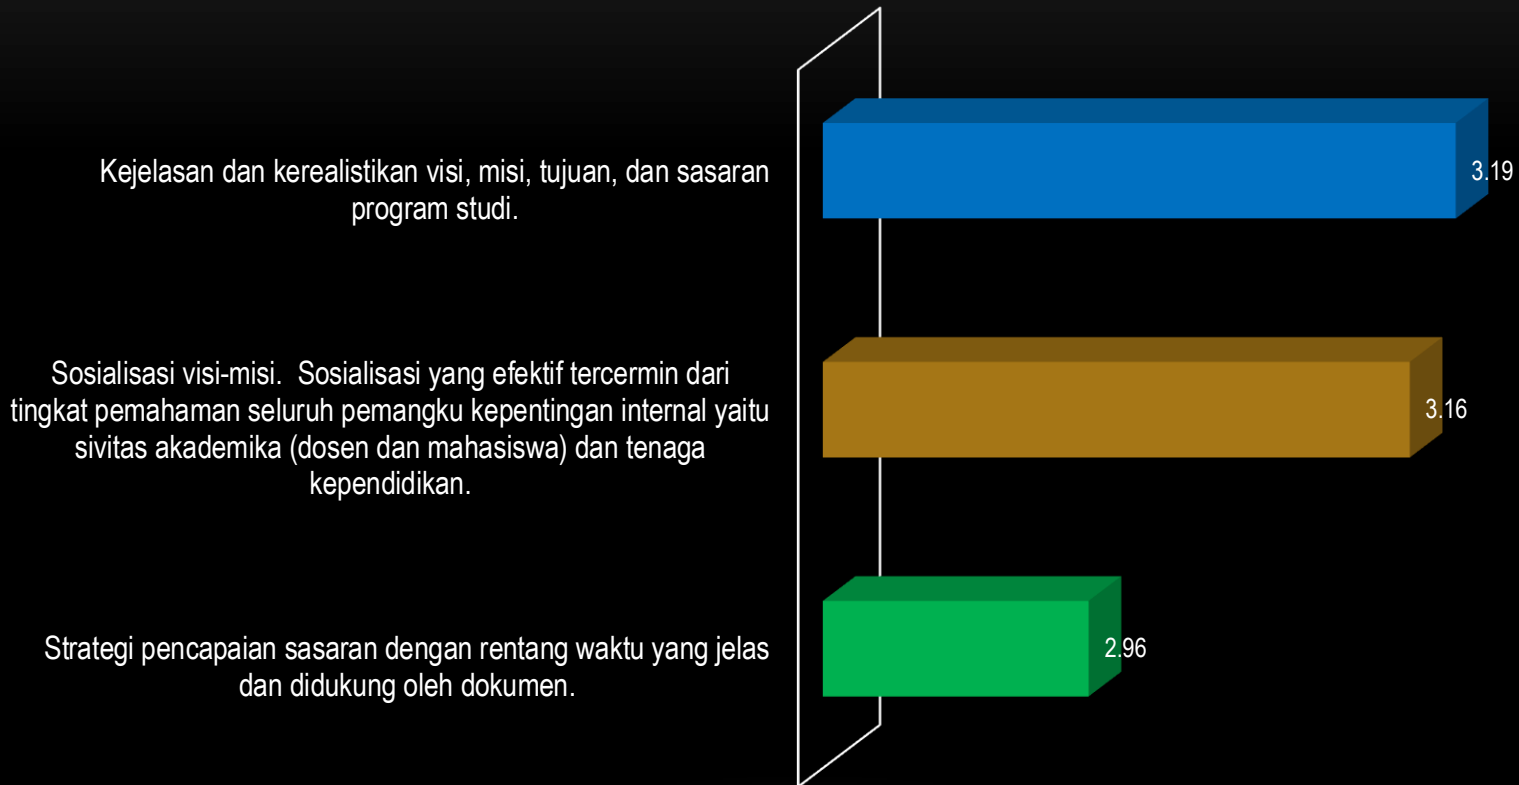 Kejelasan dan kerealistikan visi, misi, tujuan, dan sasaran
program studi.
3.19
Sosialisasi visi-misi.  Sosialisasi yang efektif tercermin dari
tingkat pemahaman seluruh pemangku kepentingan internal yaitu
sivitas akademika (dosen dan mahasiswa) dan tenaga
kependidikan.
3.16
Strategi pencapaian sasaran dengan rentang waktu yang jelas
dan didukung oleh dokumen.
2.96